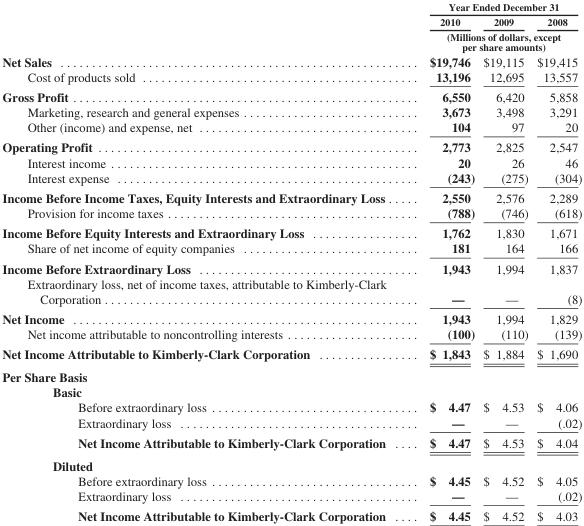 Year Ended December 31
2010 2009 2008
(Millions of dollars, except
per share amounts)
Net Sales $19,746 $19,115 $19,415
Cost of products sold 13,196 12,695 13,557
Gross Profit 6,550 6,420 5,858
Marketing, research and general expenses 3,673 3,498 3,291
Other (income) and expense, net 104 97 20
Operating Profit 2,773 2,825 2,547
Interest income 20 26 46
Interest expense (243) (275) (304)
Income Before Income Taxes, Equity Interests and Extraordinary Loss 2,550 2,576 2,289
Provision for income taxes (788) (746) (618)
Income Before Equity Interests and Extraordinary Loss 1,762 1,830 1,671
Share of net income of equity companies 181 164 166
Income Before Extraordinary Loss 1,943 1,994 1,837
Extraordinary loss, net of income taxes, attributable to Kimberly-Clark
Corporation — — (8)
Net Income 1,943 1,994 1,829
Net income attributable to noncontrolling interests (100) (110) (139)
Net Income Attributable to Kimberly-Clark Corporation $ 1,843 $ 1,884 $ 1,690
Per Share Basis
Basic
Before extraordinary loss $ 4.47 $ 4.53 $ 4.06
Extraordinary loss — — (.02)
Net Income Attributable to Kimberly-Clark Corporation $ 4.47 $ 4.53 $ 4.04
Diluted
Before extraordinary loss $ 4.45 $ 4.52 $ 4.05
Extraordinary loss — — (.02)
Net Income Attributable to Kimberly-Clark Corporation $ 4.45 $ 4.52 $ 4.03